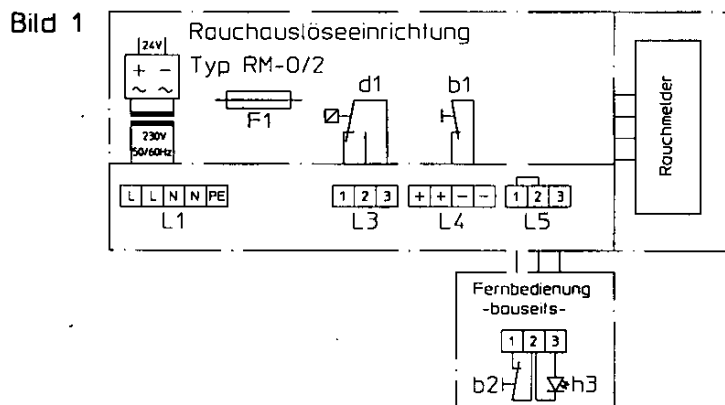 Bild 1
Rauchauslöseeinrichtung
Typ RM-0/2
24V
+ -
~ ~
230V
50/60Hz
F1
d1
b1
Rauchmelder
L L N N PE
L1
1 2 3
L3
+ + - -
L4
1 2 3
L5
Fernbedienung
-bauseits-
1 2 3
b2
h3